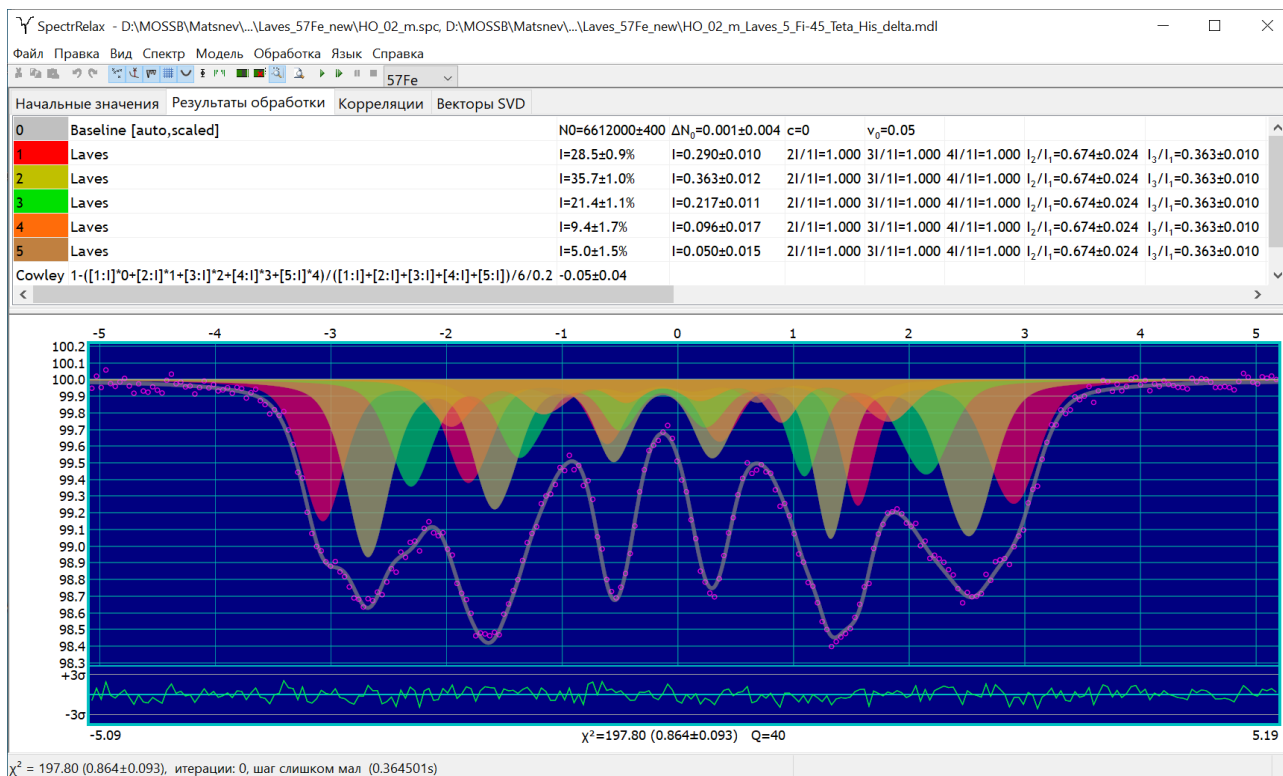 SpectrRelax - D:\MOSSB\Matsnev\...\Laves_57Fe_new\HO_02_m.spc, D:\MOSSB\Matsnev\...\Laves_57Fe_new\HO_02_m_Laves_5_Fi-45_Teta_His_delta.mdl
Файл Правка Вид Спектр Модель Обработка Язык Справка
57Fe
Начальные значения Результаты обработки Корреляции Векторы SVD
0 Baseline [auto,scaled] N0=6612000±400 ΔN₀=0.001±0.004 c=0 v₀=0.05
1 Laves I=28.5±0.9% I=0.290±0.010 2I/1I=1.000 3I/1I=1.000 4I/1I=1.000 I₂/I₁=0.674±0.024 I₃/I₁=0.363±0.010
2 Laves I=35.7±1.0% I=0.363±0.012 2I/1I=1.000 3I/1I=1.000 4I/1I=1.000 I₂/I₁=0.674±0.024 I₃/I₁=0.363±0.010
3 Laves I=21.4±1.1% I=0.217±0.011 2I/1I=1.000 3I/1I=1.000 4I/1I=1.000 I₂/I₁=0.674±0.024 I₃/I₁=0.363±0.010
4 Laves I=9.4±1.7% I=0.096±0.017 2I/1I=1.000 3I/1I=1.000 4I/1I=1.000 I₂/I₁=0.674±0.024 I₃/I₁=0.363±0.010
5 Laves I=5.0±1.5% I=0.050±0.015 2I/1I=1.000 3I/1I=1.000 4I/1I=1.000 I₂/I₁=0.674±0.024 I₃/I₁=0.363±0.010
Cowley 1-([1:I]*0+[2:I]*1+[3:I]*2+[4:I]*3+[5:I]*4)/([1:I]+[2:I]+[3:I]+[4:I]+[5:I])/6/0.2 -0.05±0.04
-5 -4 -3 -2 -1 0 1 2 3 4 5
100.2
100.1
100.0
99.9
99.8
99.7
99.6
99.5
99.4
99.3
99.2
99.1
99.0
98.9
98.8
98.7
98.6
98.5
98.4
98.3
+3σ
-3σ
-5.09 χ²=197.80 (0.864±0.093) Q=40 5.19
χ² = 197.80 (0.864±0.093), итерации: 0, шаг слишком мал (0.364501s)